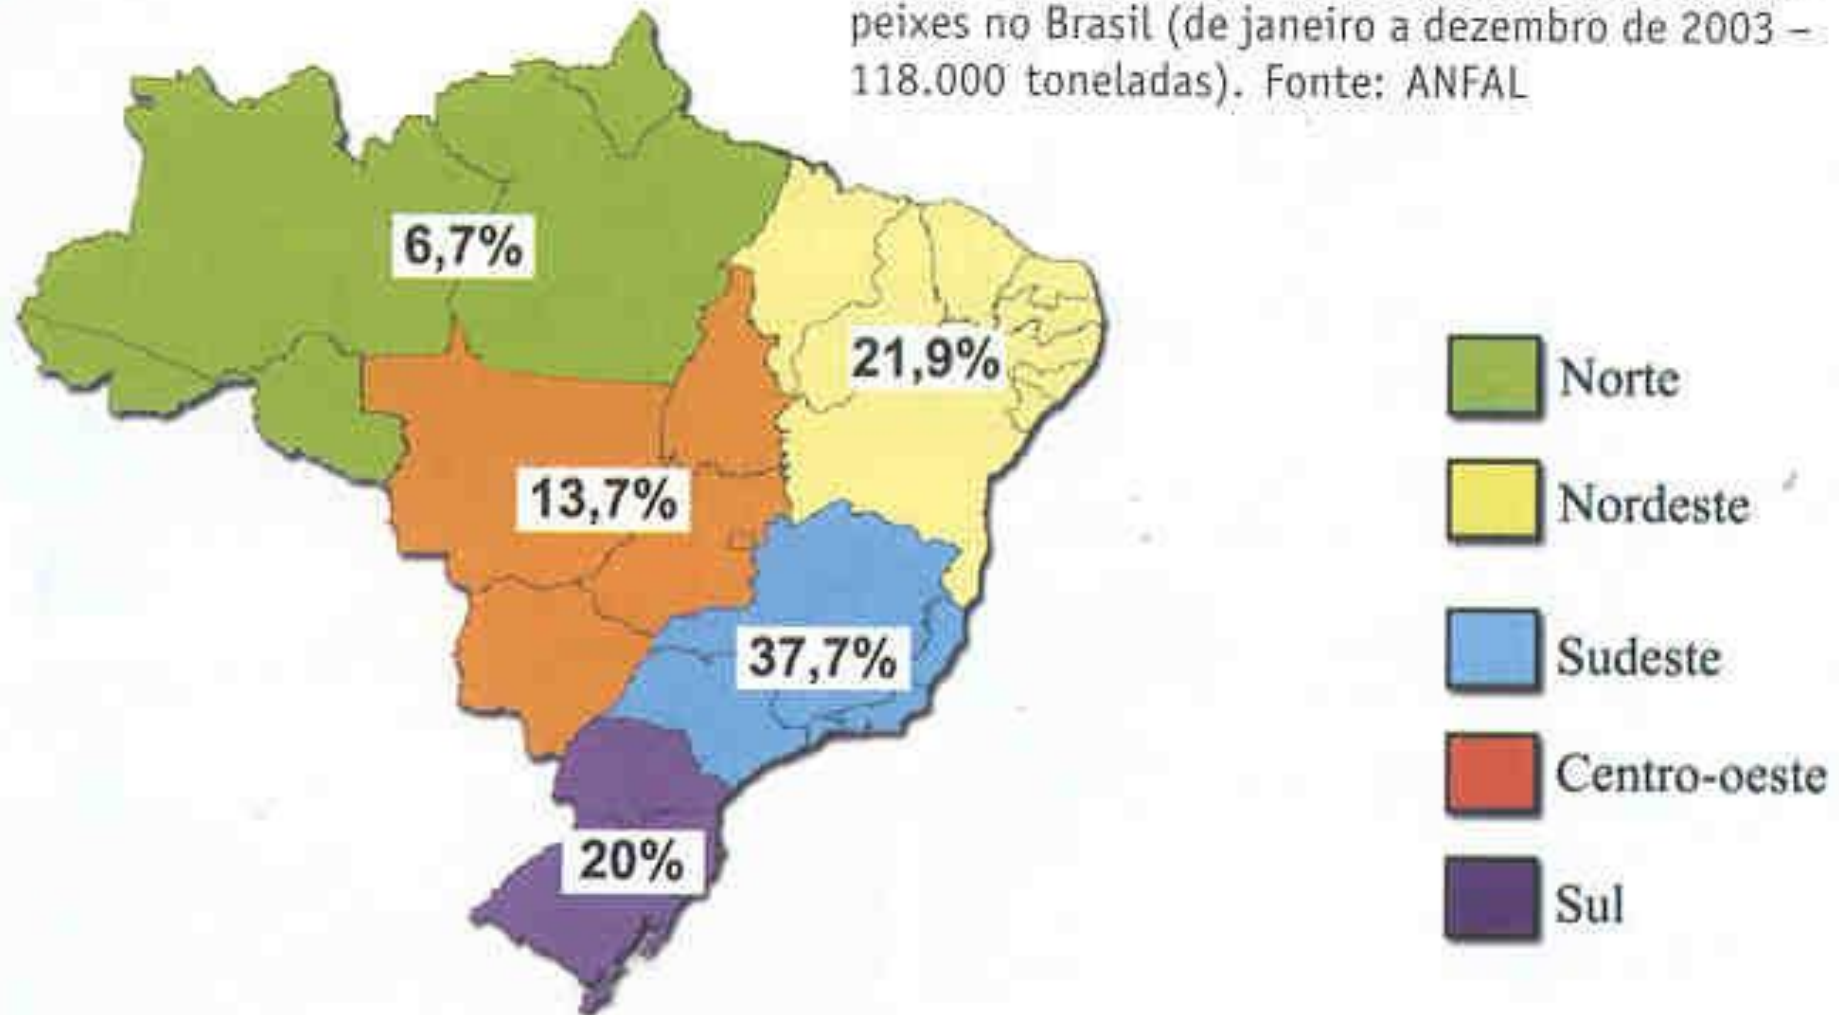 peixes no Brasil (de janeiro a dezembro de 2003 –
118.000 toneladas). Fonte: ANFAL
6,7%
21,9%
13,7%
37,7%
20%
Norte
Nordeste
Sudeste
Centro-oeste
Sul